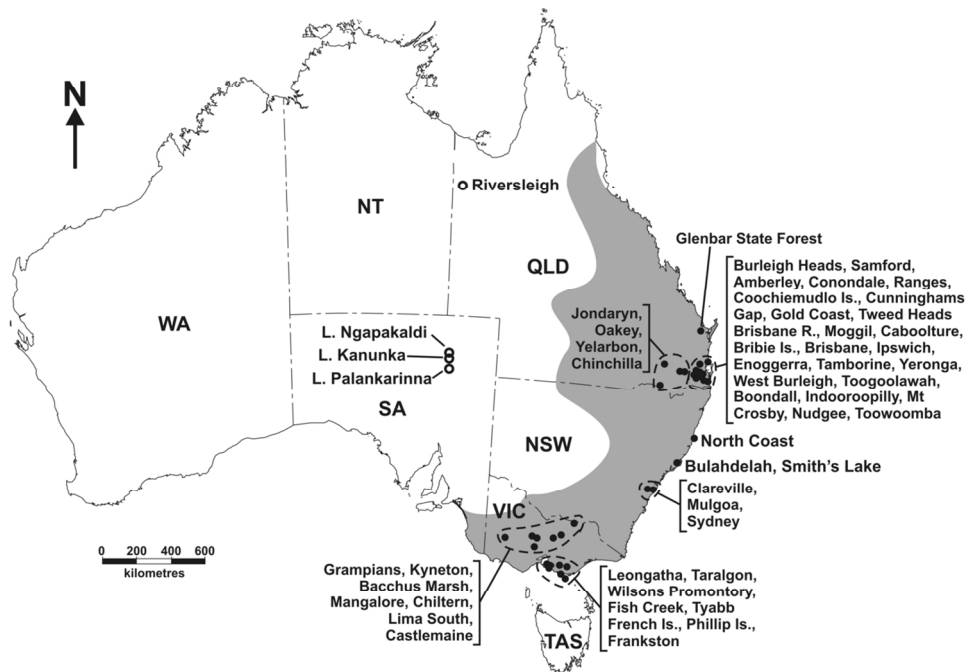 N
Riversleigh
NT
Glenbar State Forest
QLD
Burleigh Heads, Samford,
Amberley, Conondale, Ranges,
Coochiemudlo Is., Cunninghams
Gap, Gold Coast, Tweed Heads
Brisbane R., Moggil, Caboolture,
Bribie Is., Brisbane, Ipswich,
Enoggerra, Tamborine, Yeronga,
West Burleigh, Toogoolawah,
Boondall, Indooroopilly, Mt
Crosby, Nudgee, Toowoomba
Jondaryn,
Oakey,
Yelarbon,
Chinchilla
WA
L. Ngapakaldi
L. Kanunka
L. Palankarinna
SA
NSW
North Coast
Bulahdelah, Smith's Lake
Clareville,
Mulgoa,
Sydney
VIC
0 200 400 600
kilometres
Grampians, Kyneton,
Bacchus Marsh,
Mangalore, Chiltern,
Lima South,
Castlemaine
Leongatha, Taralgon,
Wilsons Promontory,
Fish Creek, Tyabb
French Is., Phillip Is.,
Frankston
TAS